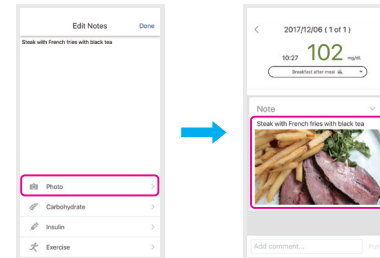 Edit Notes Done
Steak with French fries with black tea
Photo
Carbohydrate
Insulin
Exercise
2017/12/06 ( 1 of 1 )
10:27 102 mg/dL
Breakfast after meal
Note
Steak with French fries with black tea
Add comment...